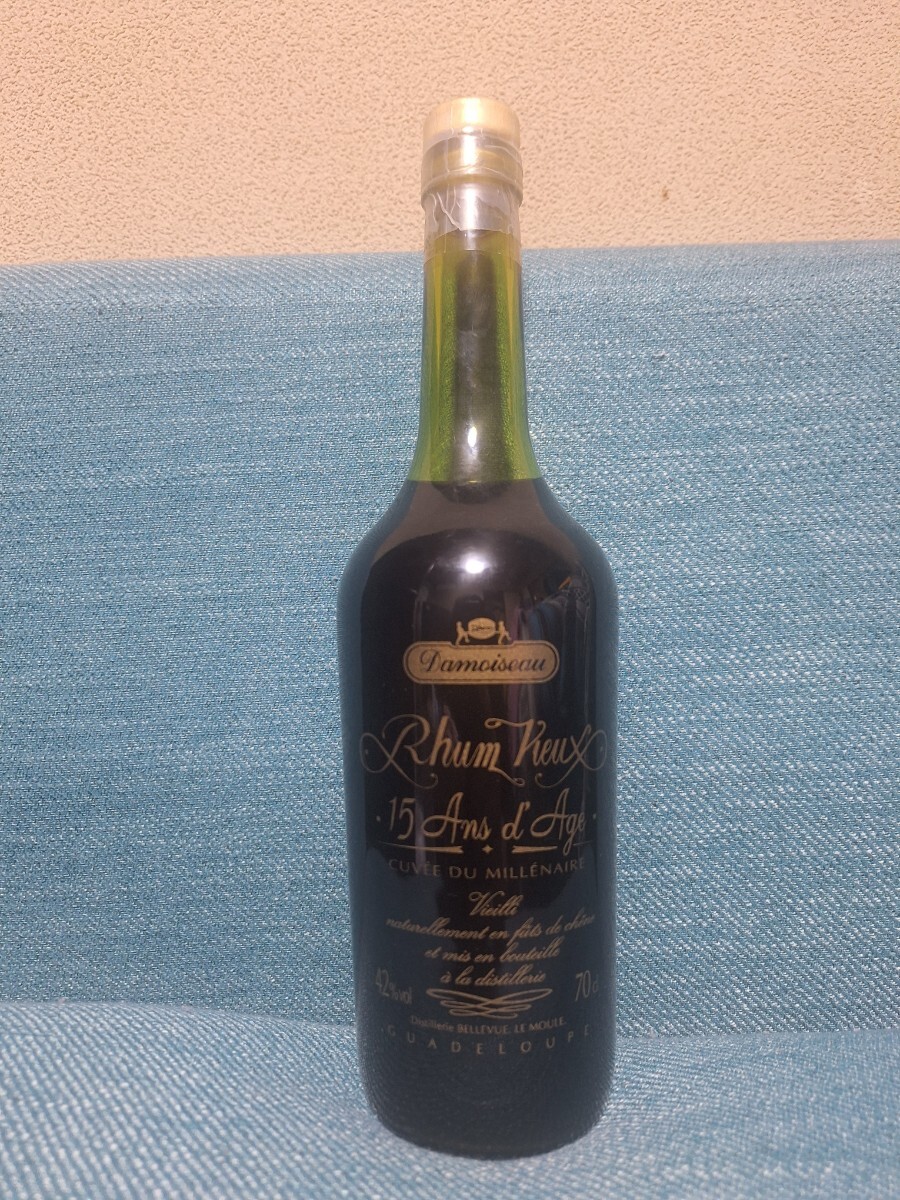 Damoiseau
Rhum Vieux
· 15 Ans d'Age ·
CUVÉE DU MILLÉNAIRE
Vieilli
naturellement en fûts de chêne
et mis en bouteille
à la distillerie
42%vol 70cl
Distillerie BELLEVUE. LE MOULE.
GUADELOUPE